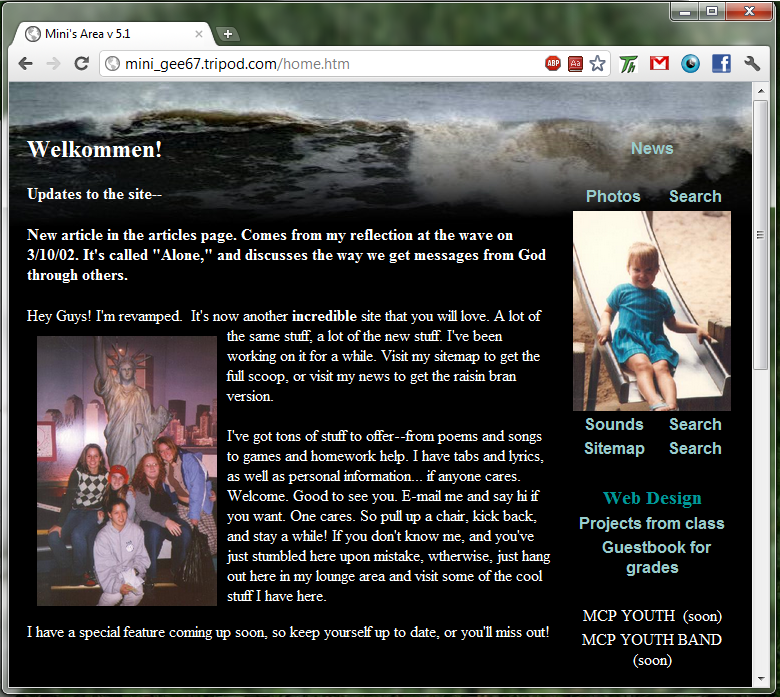 Mini's Area v 5.1
mini_gee67.tripod.com/home.htm
ABP
Aa
Th
M
f
Welkommen!
News
Updates to the site--
Photos Search
New article in the articles page. Comes from my reflection at the wave on
3/10/02. It's called "Alone," and discusses the way we get messages from God
through others.
Hey Guys! I'm revamped.  It's now another incredible site that you will love. A lot of
the same stuff, a lot of the new stuff. I've been
working on it for a while. Visit my sitemap to get the
full scoop, or visit my news to get the raisin bran
version.
I've got tons of stuff to offer--from poems and songs
to games and homework help. I have tabs and lyrics,
as well as personal information... if anyone cares.
Welcome. Good to see you. E-mail me and say hi if
you want. One cares. So pull up a chair, kick back,
and stay a while! If you don't know me, and you've
just stumbled here upon mistake, wtherwise, just hang
out here in my lounge area and visit some of the cool
stuff I have here.
I have a special feature coming up soon, so keep yourself up to date, or you'll miss out!
Sounds Search
Sitemap Search
Web Design
Projects from class
Guestbook for
grades
MCP YOUTH  (soon)
MCP YOUTH BAND
(soon)